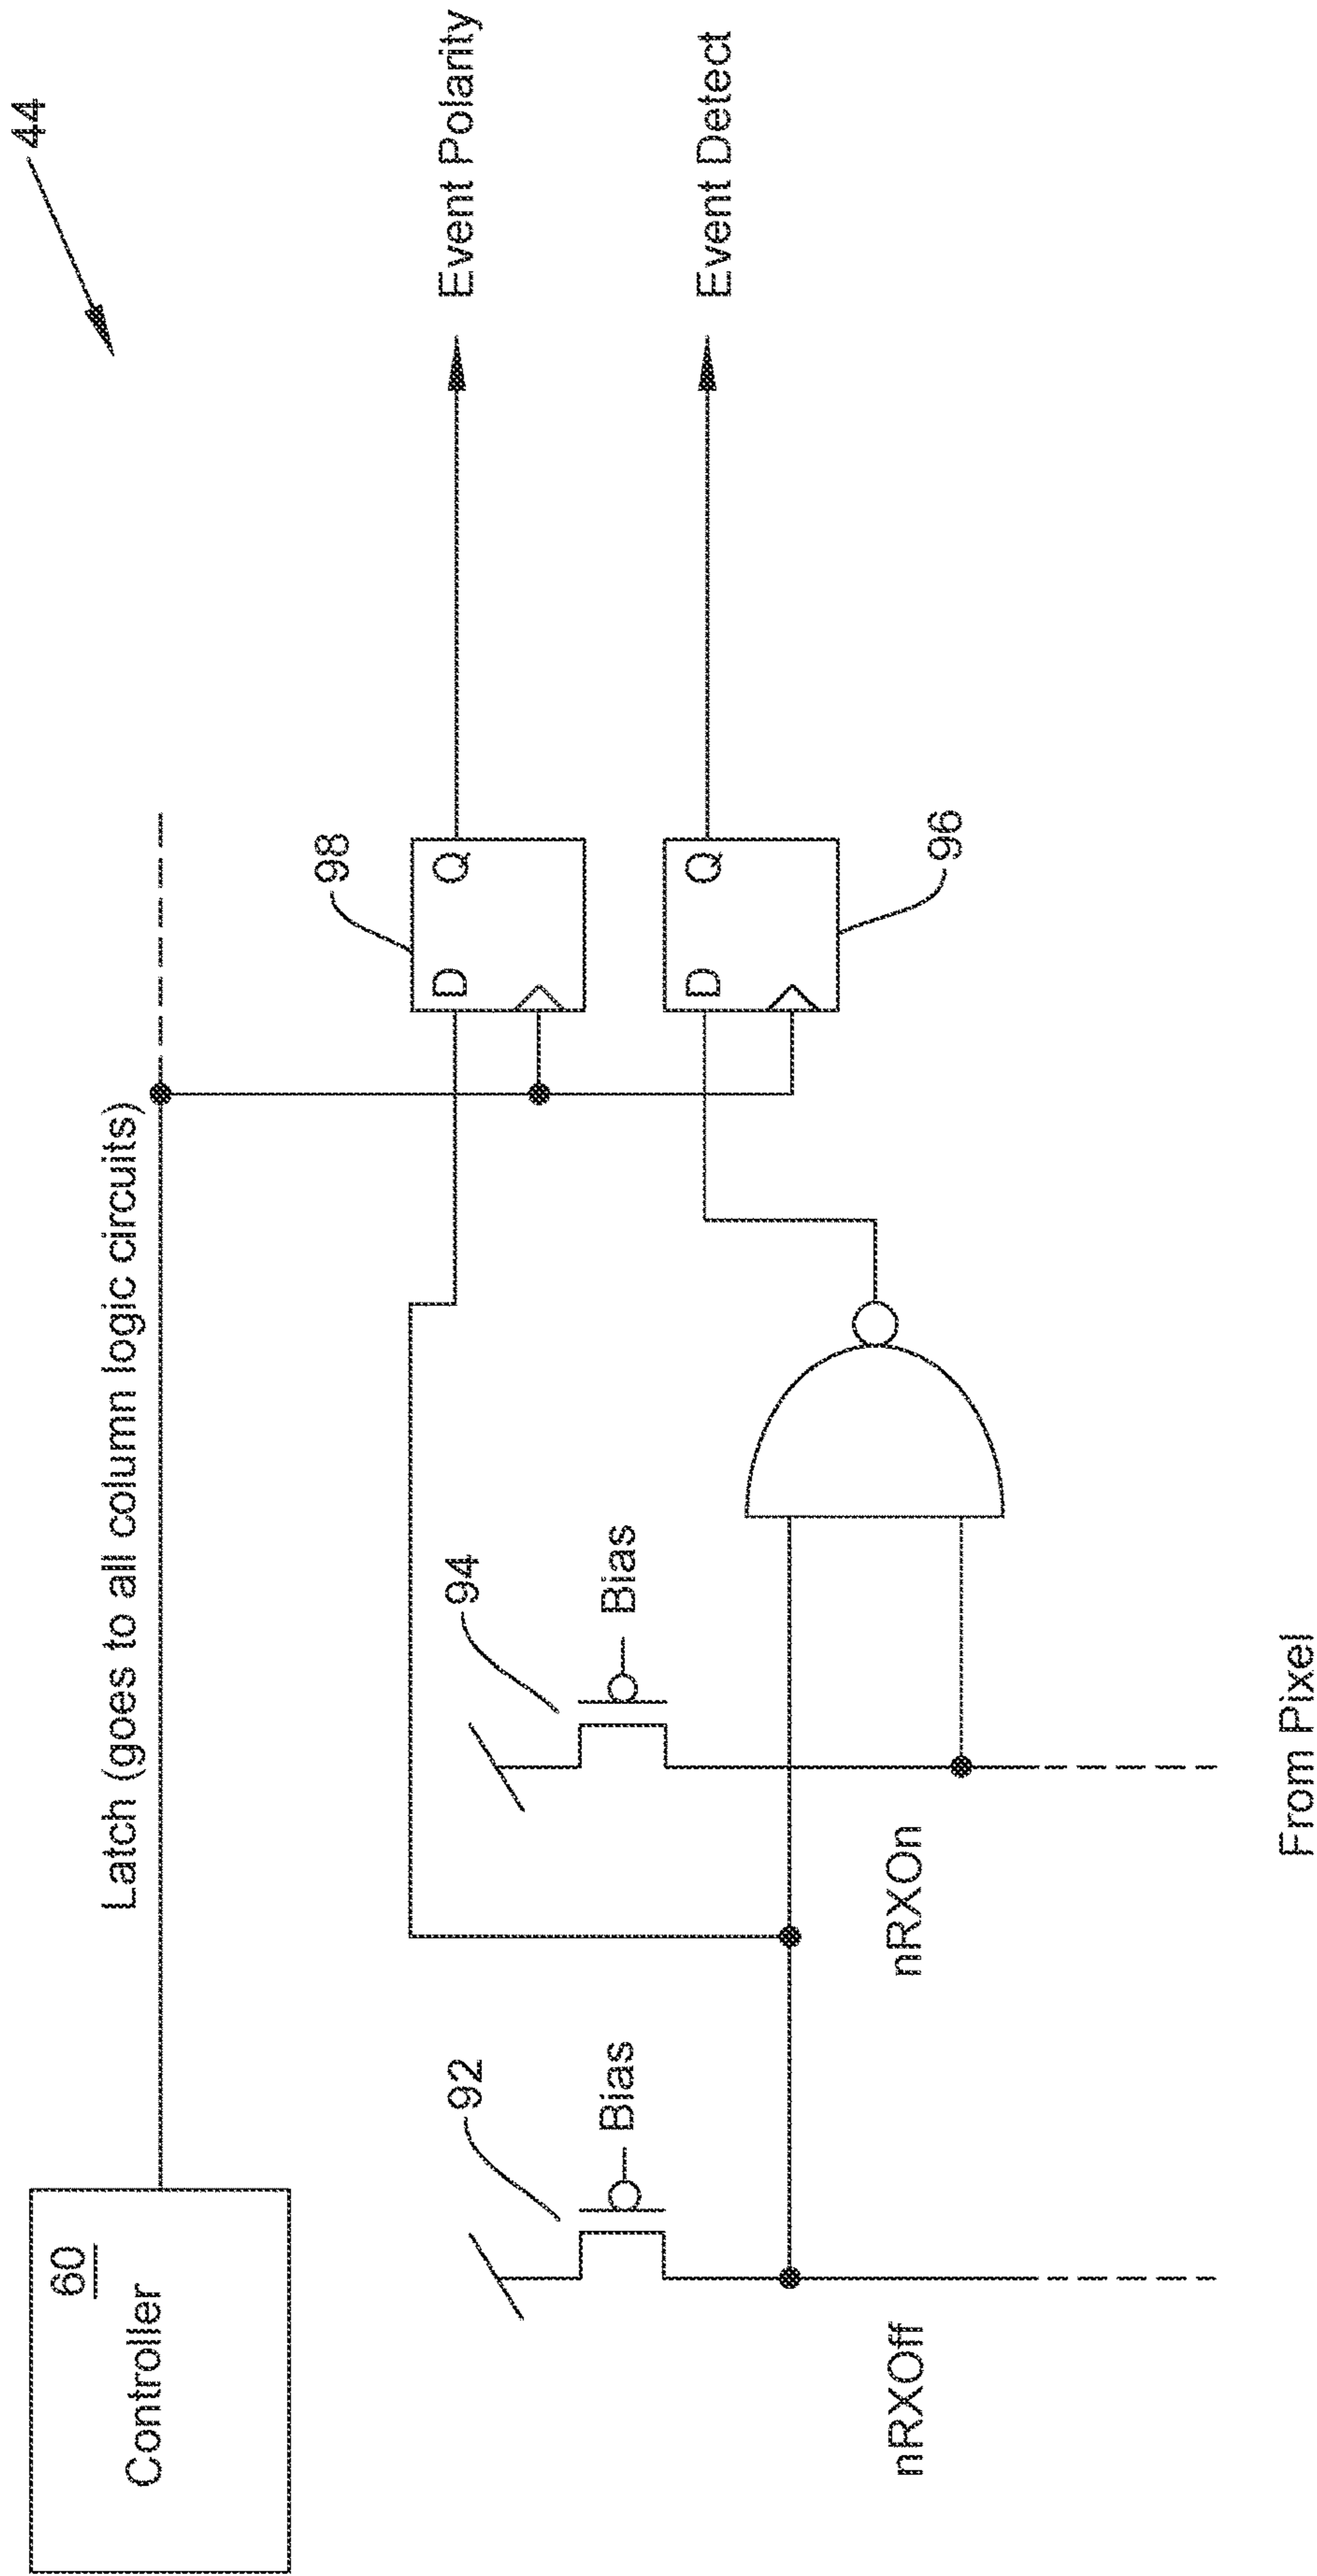 44
60
Controller
Latch (goes to all column logic circuits)
92
Bias
94
Bias
98
D
Q
Event Polarity
D
Q
Event Detect
96
nRXOff
nRXOn
From Pixel